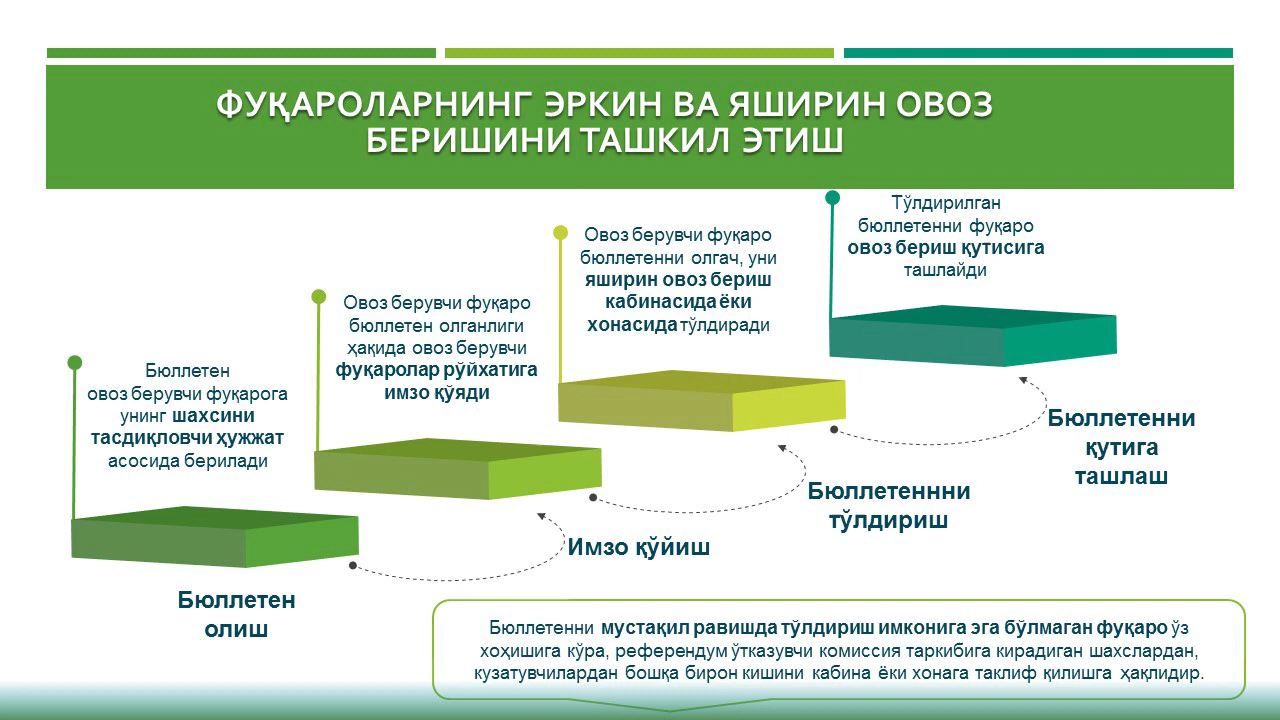 ФУҚАРОЛАРНИНГ ЭРКИН ВА ЯШИРИН ОВОЗ
БЕРИШИНИ ТАШКИЛ ЭТИШ
Бюллетен
овоз берувчи фуқарога
унинг шахсини
тасдиқловчи ҳужжат
асосида берилади
Бюллетен
олиш
Овоз берувчи фуқаро
бюллетен олганлиги
ҳақида овоз берувчи
фуқаролар рўйхатига
имзо қўяди
Имзо қўйиш
Овоз берувчи фуқаро
бюллетенни олгач, уни
яширин овоз бериш
кабинасида ёки
хонасида тўлдиради
Бюллетеннни
тўлдириш
Тўлдирилган
бюллетенни фуқаро
овоз бериш қутисига
ташлайди
Бюллетенни
қутига
ташлаш
Бюллетенни мустақил равишда тўлдириш имконига эга бўлмаган фуқаро ўз
хоҳишига кўра, референдум ўтказувчи комиссия таркибига кирадиган шахслардан,
кузатувчилардан бошқа бирон кишини кабина ёки хонага таклиф қилишга ҳақлидир.